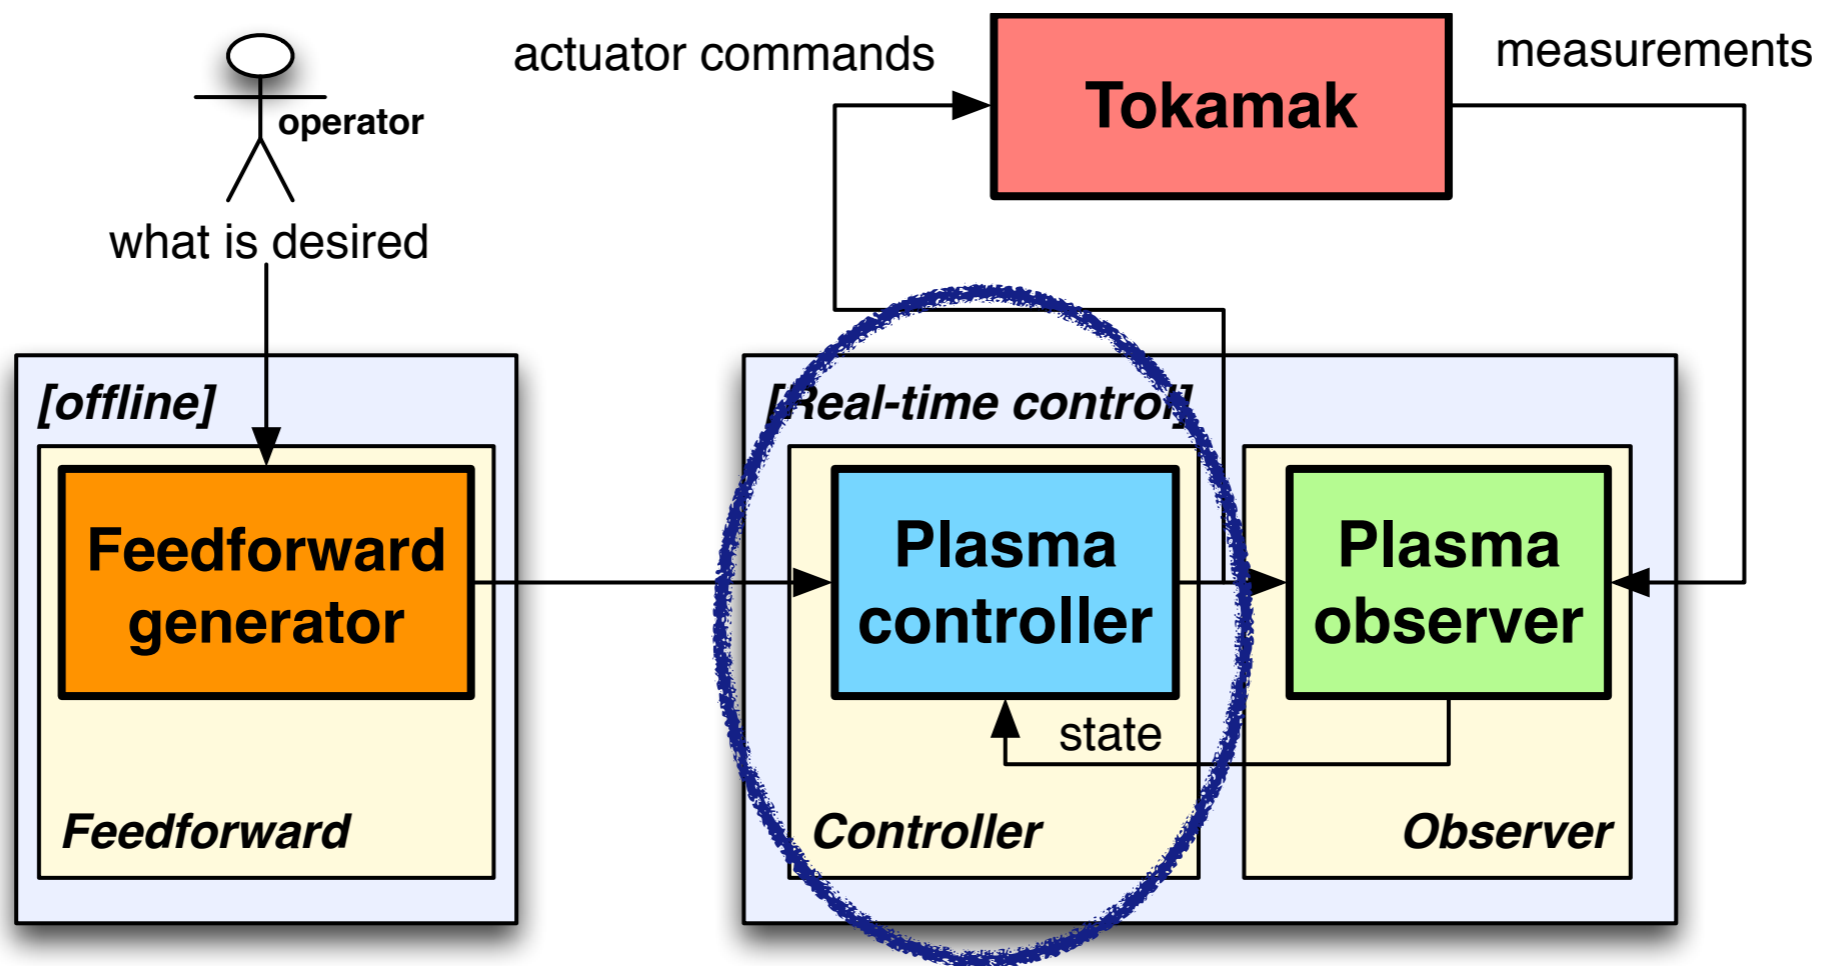 actuator commands
Tokamak
measurements
operator
what is desired
[offline]
[Real-time control]
Feedforward
generator
Plasma
controller
Plasma
observer
state
Feedforward
Controller
Observer